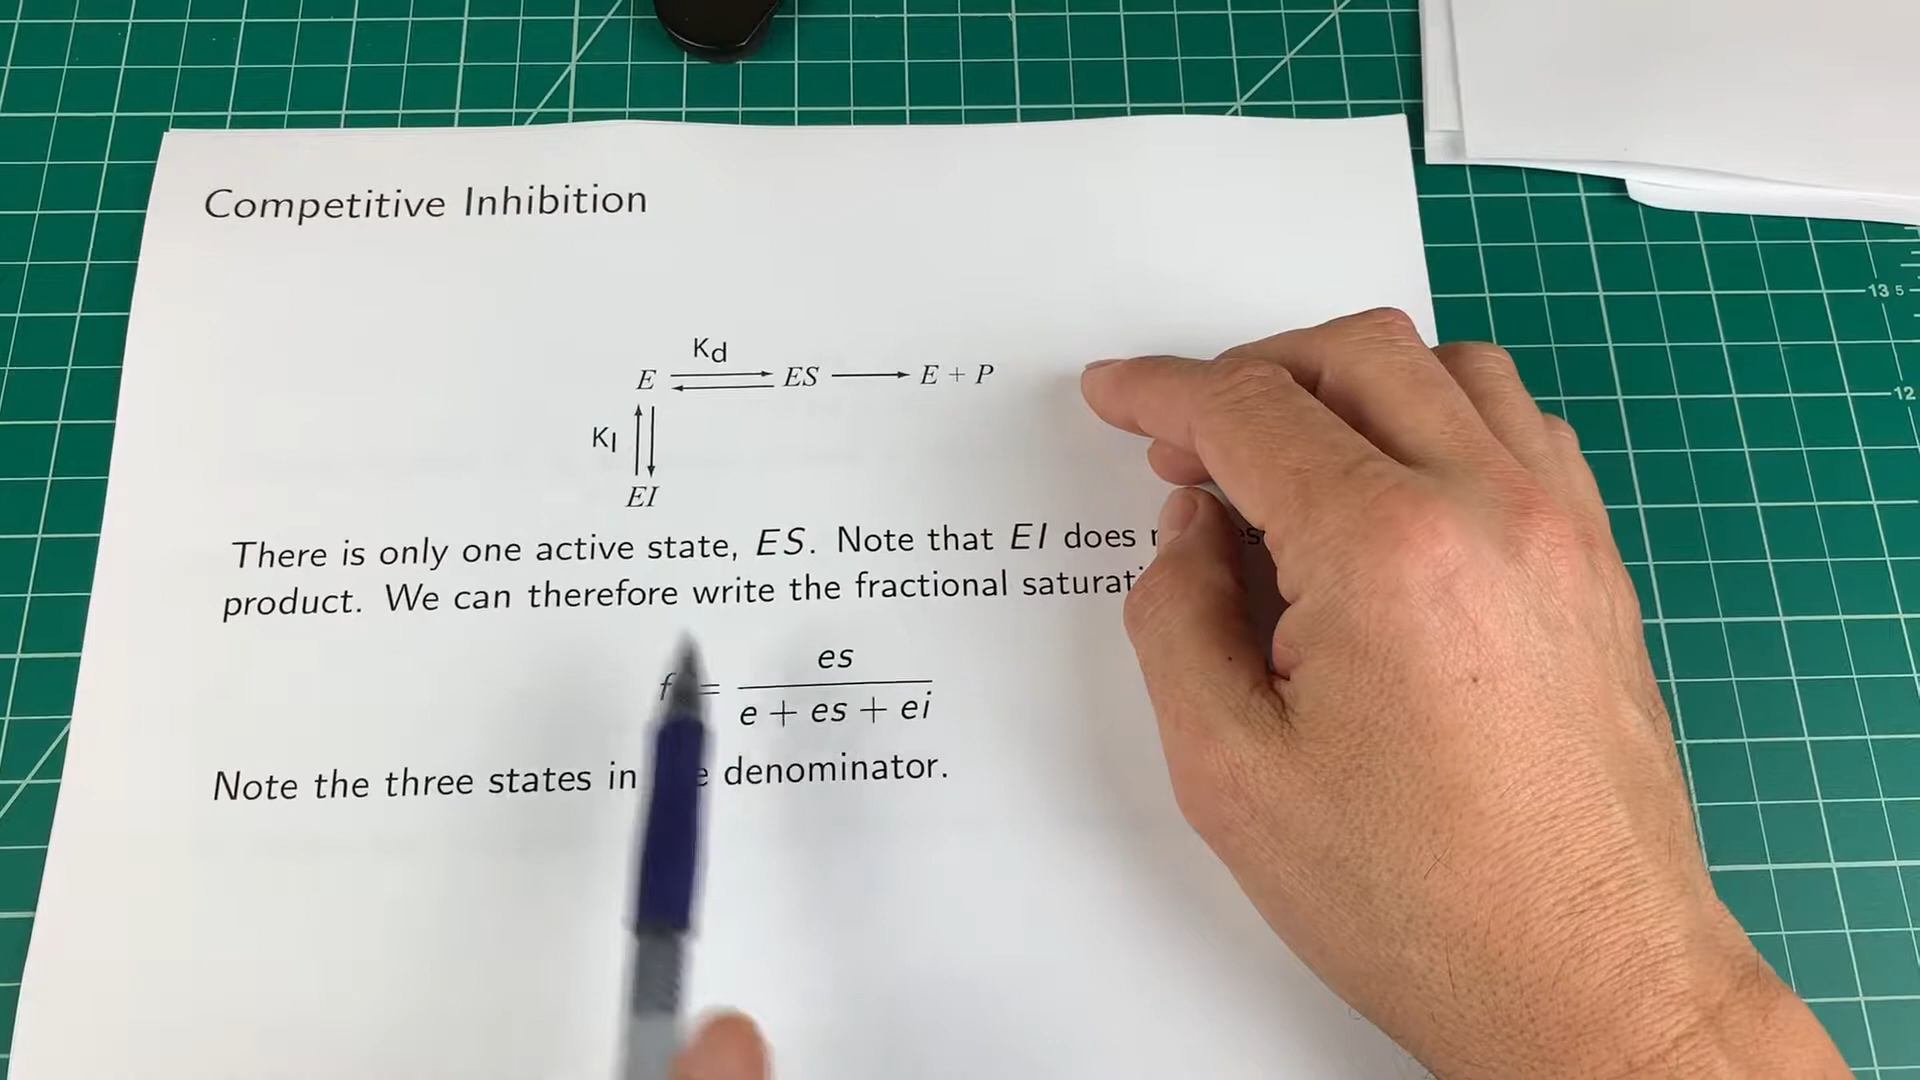 Competitive Inhibition
Kd
E ES E + P
KI
EI
There is only one active state, ES. Note that EI does
product. We can therefore write the fractional
f = es / (e + es + ei)
Note the three states in denominator.
13 5
12